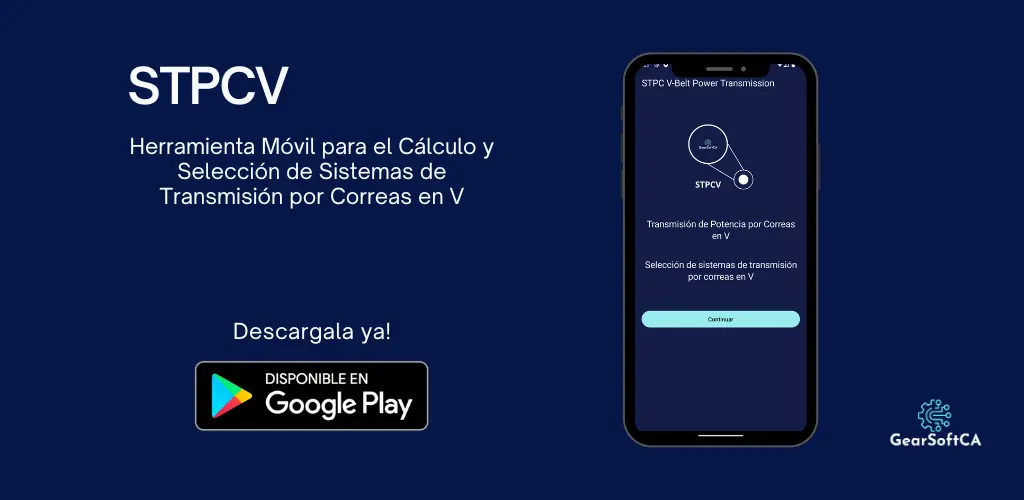 STPCV
Herramienta Móvil para el Cálculo y
Selección de Sistemas de
Transmisión por Correas en V
Descargala ya!
DISPONIBLE EN
Google Play
STPC V-Belt Power Transmission
GearSoftCA
STPCV
Transmisión de Potencia por Correas
en V
Selección de sistemas de transmisión
por correas en V
Continuar
GearSoftCA